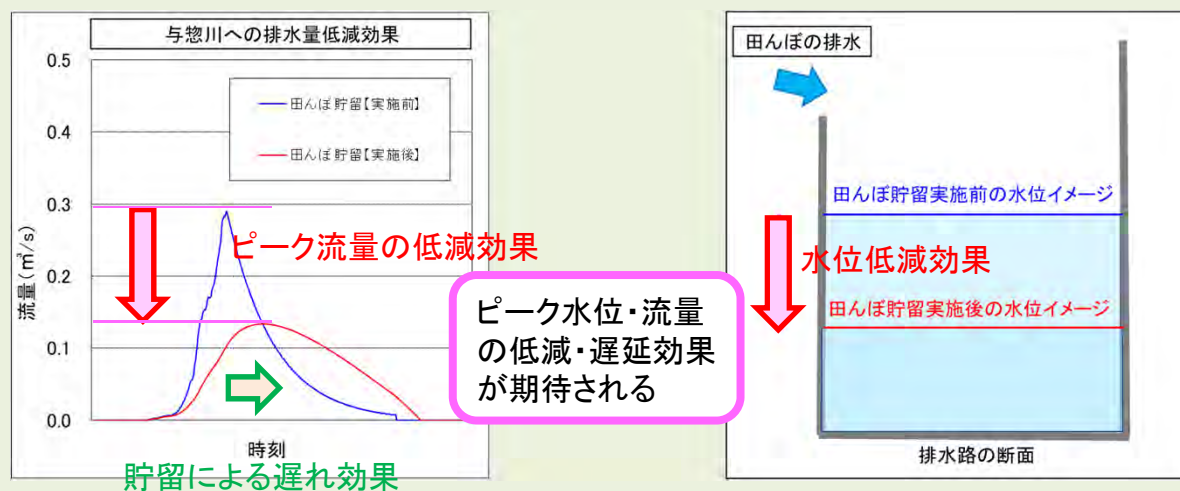 与惣川への排水量低減効果
0.5
0.4
0.3
0.2
0.1
0.0
流量(㎥/s)
田んぼ貯留【実施前】
田んぼ貯留【実施後】
ピーク流量の低減効果
時刻
貯留による遅れ効果
ピーク水位・流量
の低減・遅延効果
が期待される
田んぼの排水
田んぼ貯留実施前の水位イメージ
水位低減効果
田んぼ貯留実施後の水位イメージ
排水路の断面